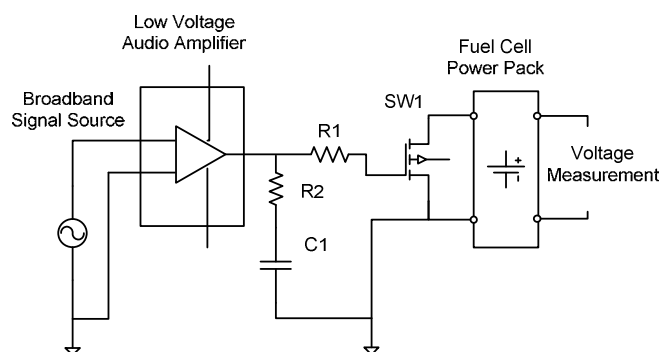 Low Voltage
Audio Amplifier
Fuel Cell
Power Pack
Broadband
Signal Source
SW1
R1
R2
C1
Voltage
Measurement
+